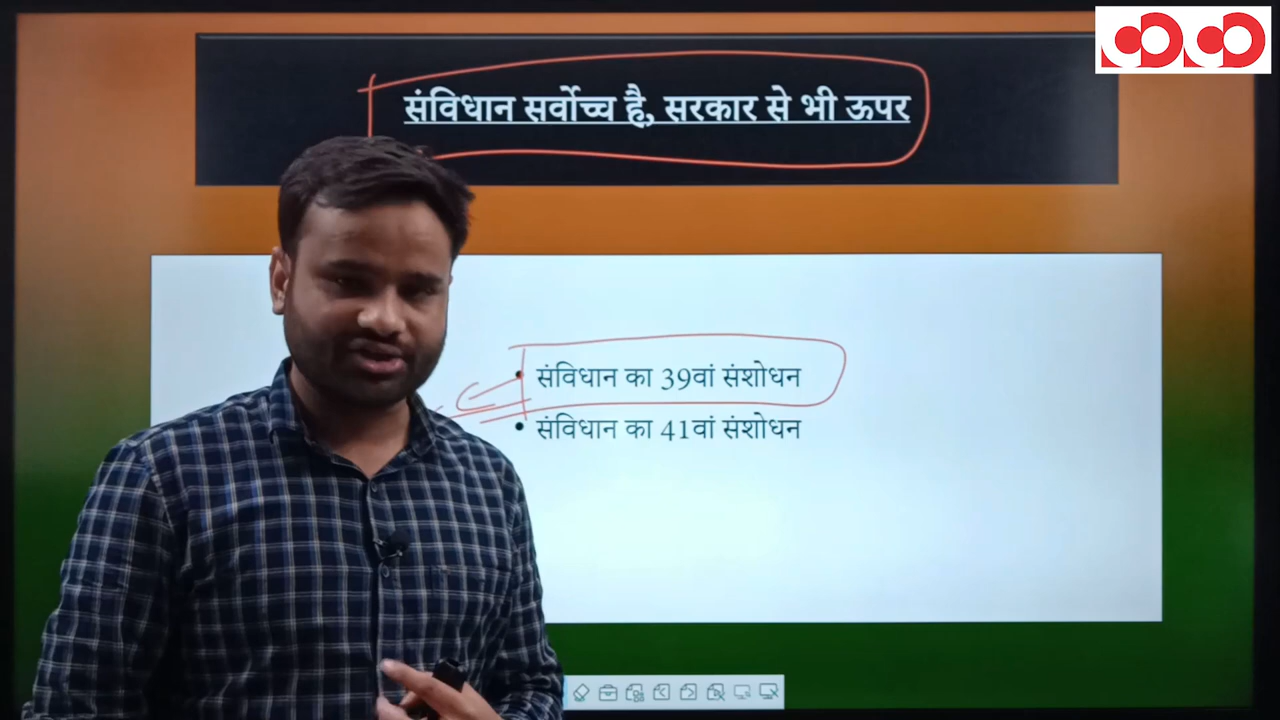 संविधान सर्वोच्च है, सरकार से भी ऊपर
• संविधान का 39वां संशोधन
• संविधान का 41वां संशोधन